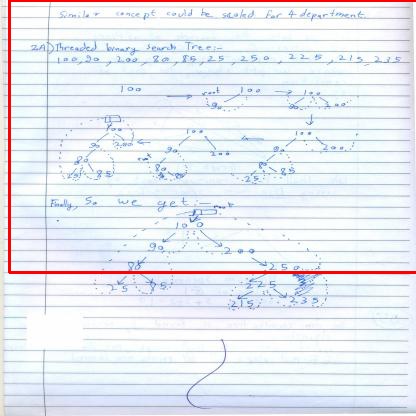 Similar concept could be scaled for 4 department.
2A) Threaded binary search Tree:-
100, 90, 200, 80, 85, 25, 250, 225, 215, 235
100 root 100 100
90 90 200
100 100 100
90 200 90 200 90 200
80 80 80
25 85 85 25 85
Finally, So we get :- root
100
90 200
80 250
25 85 225
215 235